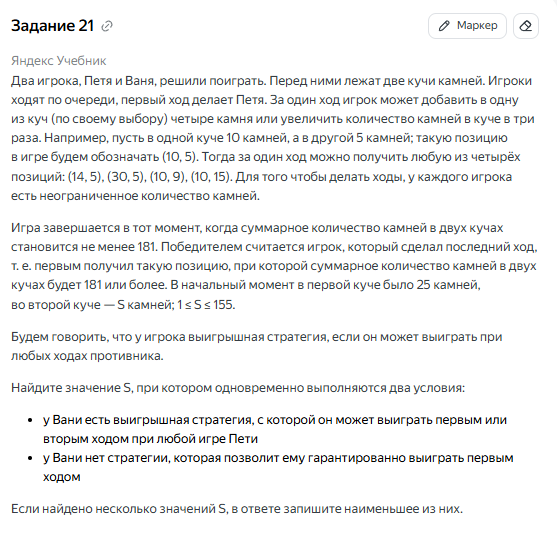 Задание 21
Маркер
Яндекс Учебник
Два игрока, Петя и Ваня, решили поиграть. Перед ними лежат две кучи камней. Игроки
ходят по очереди, первый ход делает Петя. За один ход игрок может добавить в одну
из куч (по своему выбору) четыре камня или увеличить количество камней в куче в три
раза. Например, пусть в одной куче 10 камней, а в другой 5 камней; такую позицию
в игре будем обозначать (10, 5). Тогда за один ход можно получить любую из четырёх
позиций: (14, 5), (30, 5), (10, 9), (10, 15). Для того чтобы делать ходы, у каждого игрока
есть неограниченное количество камней.
Игра завершается в тот момент, когда суммарное количество камней в двух кучах
становится не менее 181. Победителем считается игрок, который сделал последний ход,
т. е. первым получил такую позицию, при которой суммарное количество камней в двух
кучах будет 181 или более. В начальный момент в первой куче было 25 камней,
во второй куче — S камней; 1 ≤ S ≤ 155.
Будем говорить, что у игрока выигрышная стратегия, если он может выиграть при
любых ходах противника.
Найдите значение S, при котором одновременно выполняются два условия:
• у Вани есть выигрышная стратегия, с которой он может выиграть первым или
вторым ходом при любой игре Пети
• у Вани нет стратегии, которая позволит ему гарантированно выиграть первым
ходом
Если найдено несколько значений S, в ответе запишите наименьшее из них.